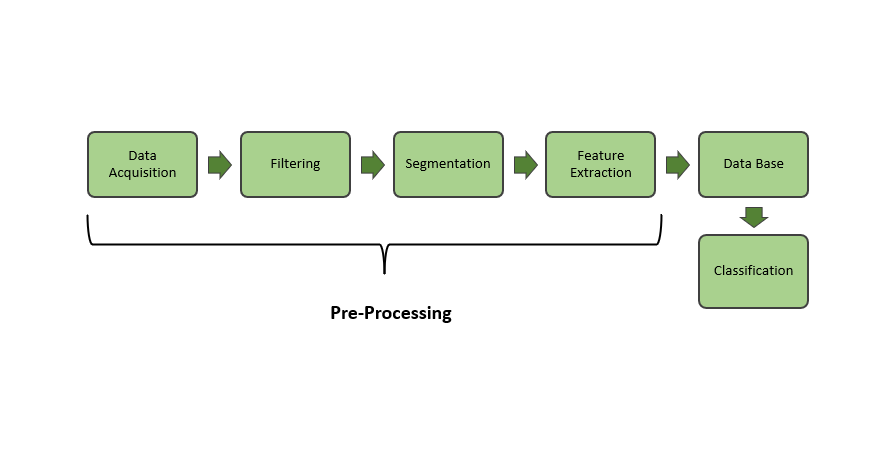 Data
Acquisition
Filtering
Segmentation
Feature
Extraction
Data Base
Classification
Pre-Processing